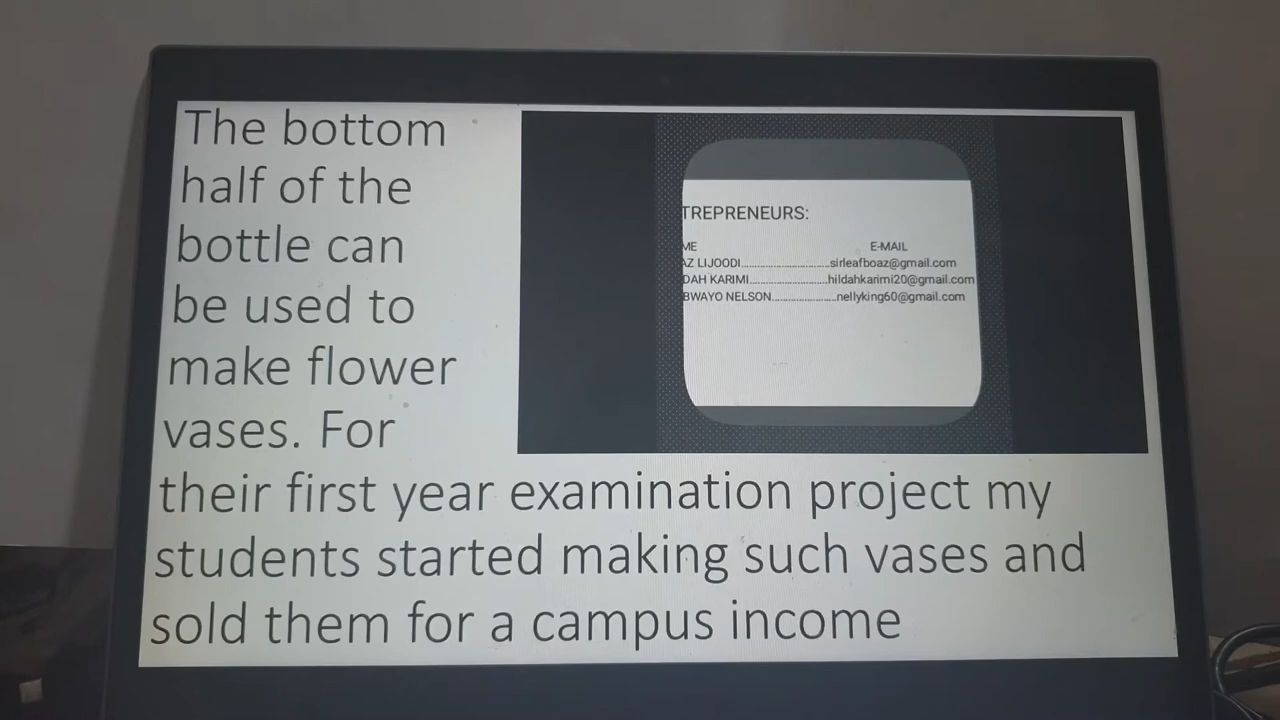 The bottom
half of the
bottle can
be used to
make flower
vases. For
their first year examination project my
students started making such vases and
sold them for a campus income
TREPRENEURS:
ME E-MAIL
AZ LIJOODI............................sirleafboaz@gmail.com
DAH KARIMI.........................hildahkarimi20@gmail.com
BWAYO NELSON....................nellyking60@gmail.com